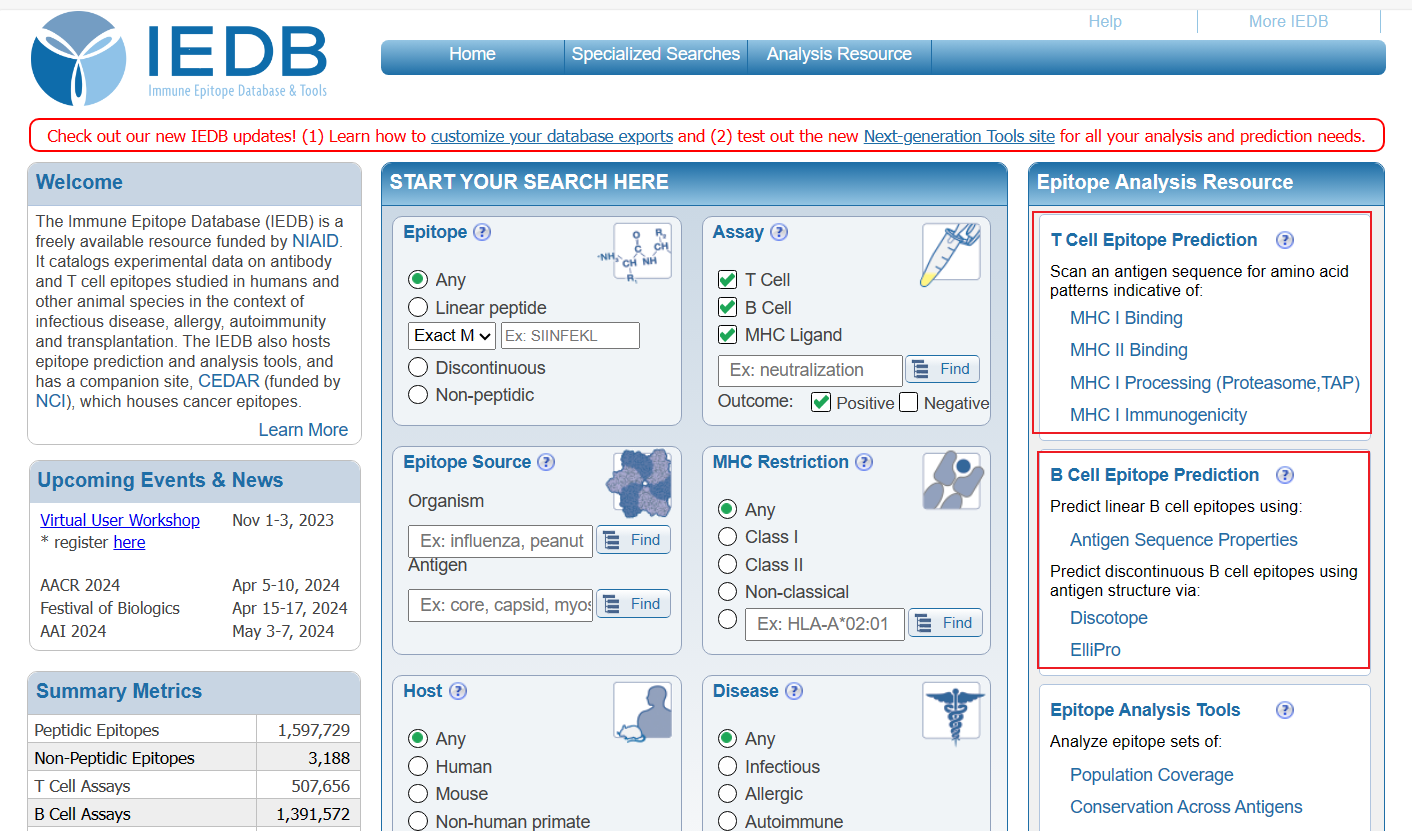 IEDB
Immune Epitope Database & Tools
Help
More IEDB
Home
Specialized Searches
Analysis Resource
Check out our new IEDB updates! (1) Learn how to customize your database exports and (2) test out the new Next-generation Tools site for all your analysis and prediction needs.
Welcome
The Immune Epitope Database (IEDB) is a
freely available resource funded by NIAID.
It catalogs experimental data on antibody
and T cell epitopes studied in humans and
other animal species in the context of
infectious disease, allergy, autoimmunity
and transplantation. The IEDB also hosts
epitope prediction and analysis tools, and
has a companion site, CEDAR (funded by
NCI), which houses cancer epitopes.
Learn More
Upcoming Events & News
Virtual User Workshop Nov 1-3, 2023
* register here
AACR 2024 Apr 5-10, 2024
Festival of Biologics Apr 15-17, 2024
AAI 2024 May 3-7, 2024
Summary Metrics
Peptidic Epitopes 1,597,729
Non-Peptidic Epitopes 3,188
T Cell Assays 507,656
B Cell Assays 1,391,572
START YOUR SEARCH HERE
Epitope ?
O R₃
C CH
-NH₃ CH NH
R₁
Any
Linear peptide
Exact M Ex: SIINFEKL
Discontinuous
Non-peptidic
Assay ?
T Cell
B Cell
MHC Ligand
Ex: neutralization Find
Outcome: Positive Negative
Epitope Source ?
Organism
Ex: influenza, peanut Find
Antigen
Ex: core, capsid, myos Find
MHC Restriction ?
Any
Class I
Class II
Non-classical
Ex: HLA-A*02:01 Find
Host ?
Any
Human
Mouse
Non-human primate
Disease ?
Any
Infectious
Allergic
Autoimmune
Epitope Analysis Resource
T Cell Epitope Prediction ?
Scan an antigen sequence for amino acid
patterns indicative of:
MHC I Binding
MHC II Binding
MHC I Processing (Proteasome,TAP)
MHC I Immunogenicity
B Cell Epitope Prediction ?
Predict linear B cell epitopes using:
Antigen Sequence Properties
Predict discontinuous B cell epitopes using
antigen structure via:
Discotope
ElliPro
Epitope Analysis Tools ?
Analyze epitope sets of:
Population Coverage
Conservation Across Antigens